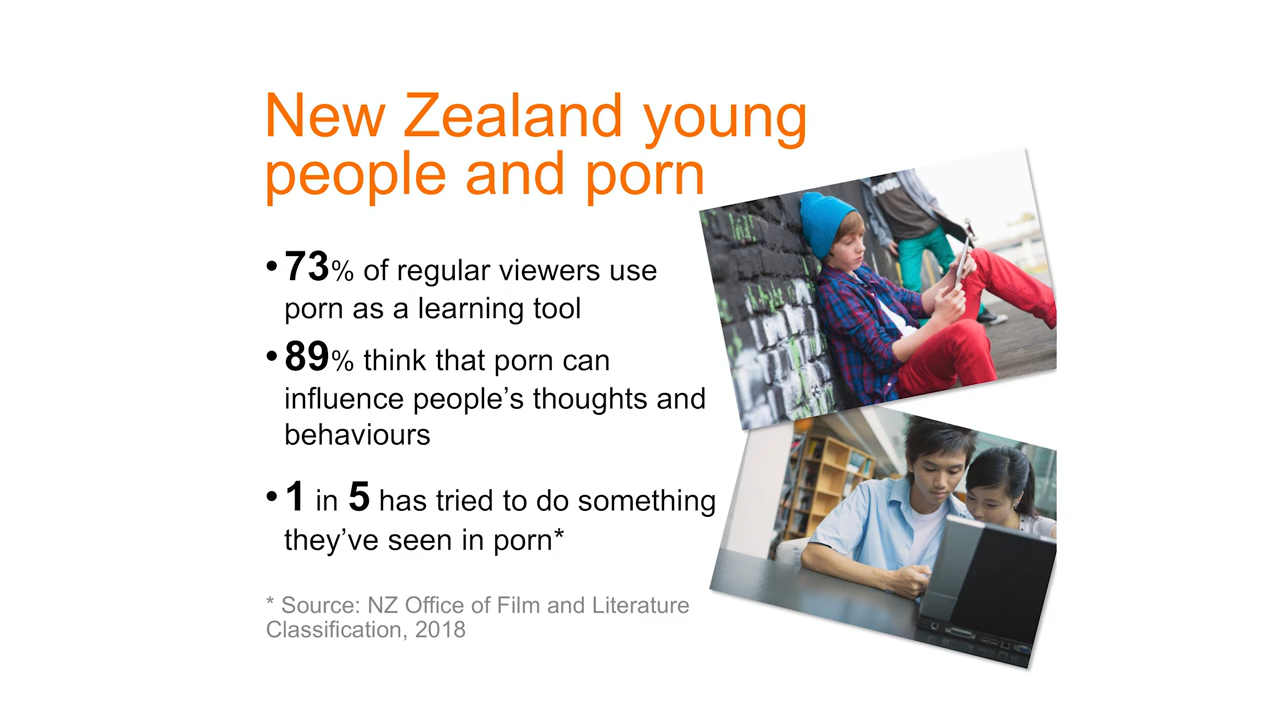 New Zealand young
people and porn
• 73% of regular viewers use
porn as a learning tool
• 89% think that porn can
influence people’s thoughts and
behaviours
• 1 in 5 has tried to do something
they’ve seen in porn*
* Source: NZ Office of Film and Literature
Classification, 2018